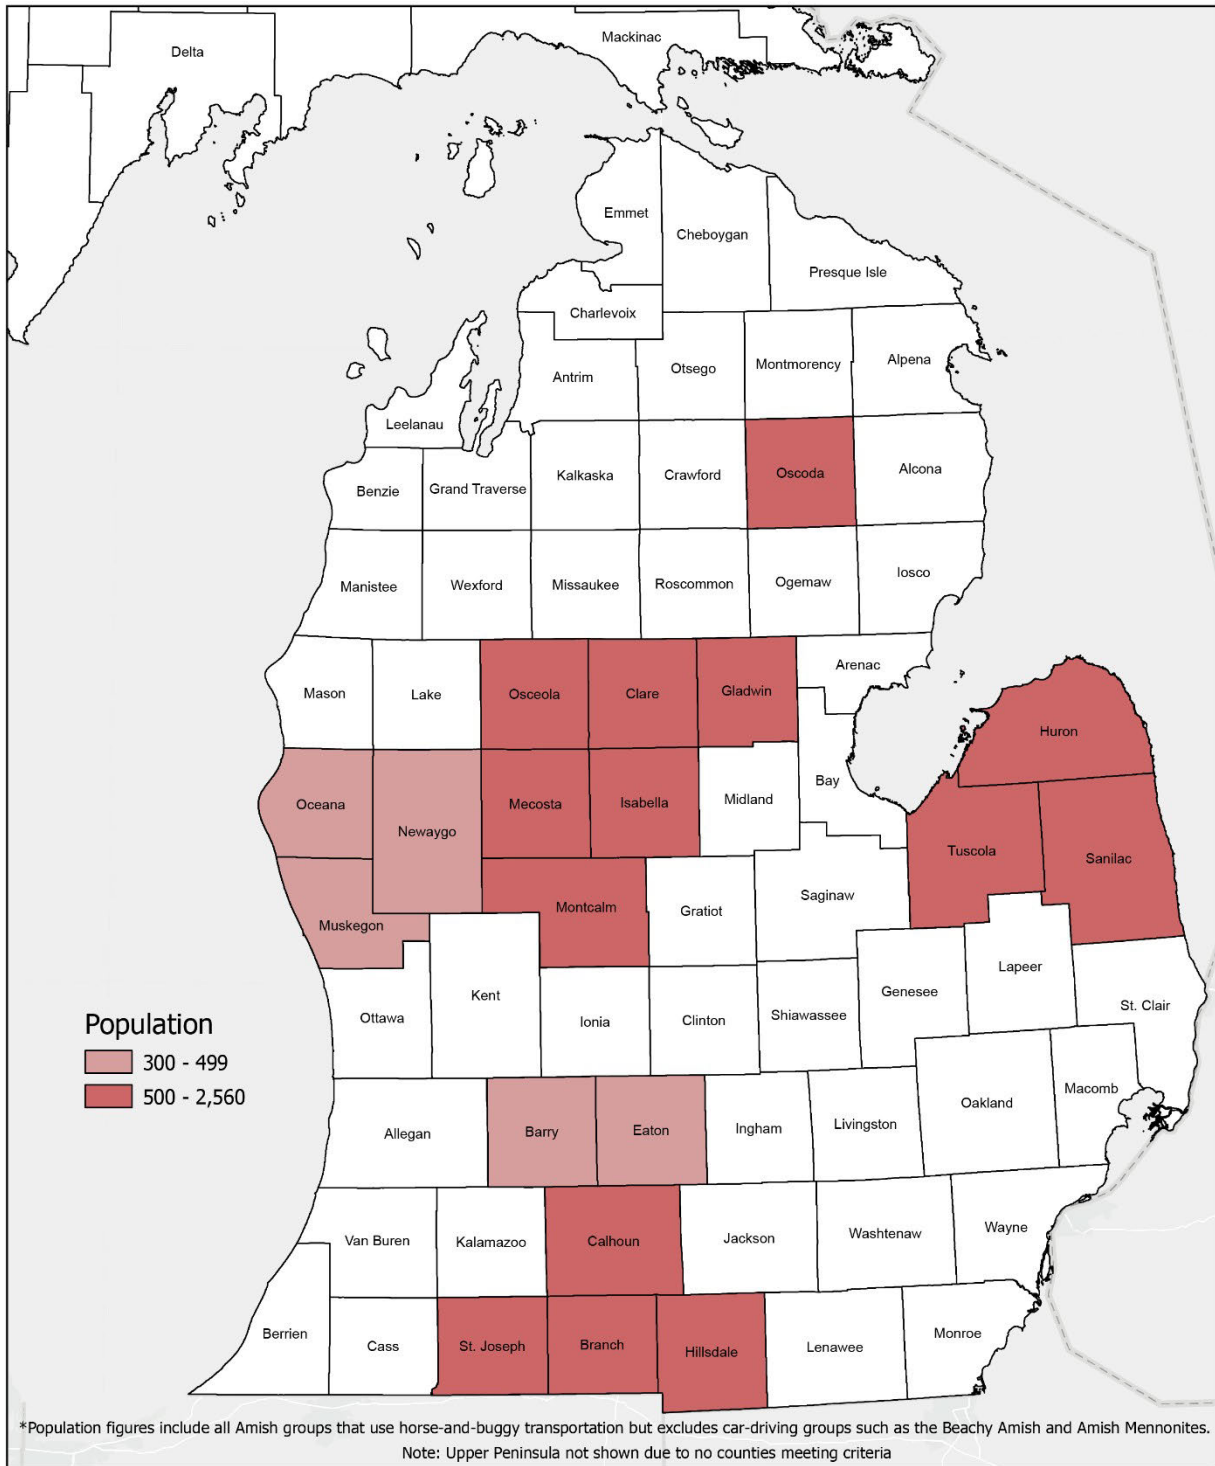 Delta
Mackinac
Emmet
Cheboygan
Presque Isle
Charlevoix
Antrim
Otsego
Montmorency
Alpena
Leelanau
Benzie
Grand Traverse
Kalkaska
Crawford
Oscoda
Alcona
Manistee
Wexford
Missaukee
Roscommon
Ogemaw
Iosco
Mason
Lake
Osceola
Clare
Gladwin
Arenac
Huron
Oceana
Newaygo
Mecosta
Isabella
Midland
Bay
Tuscola
Sanilac
Muskegon
Montcalm
Gratiot
Saginaw
Ottawa
Kent
Ionia
Clinton
Shiawassee
Genesee
Lapeer
St. Clair
Population
300 - 499
500 - 2,560
Allegan
Barry
Eaton
Ingham
Livingston
Oakland
Macomb
Van Buren
Kalamazoo
Calhoun
Jackson
Washtenaw
Wayne
Berrien
Cass
St. Joseph
Branch
Hillsdale
Lenawee
Monroe
*Population figures include all Amish groups that use horse-and-buggy transportation but excludes car-driving groups such as the Beachy Amish and Amish Mennonites.
Note: Upper Peninsula not shown due to no counties meeting criteria